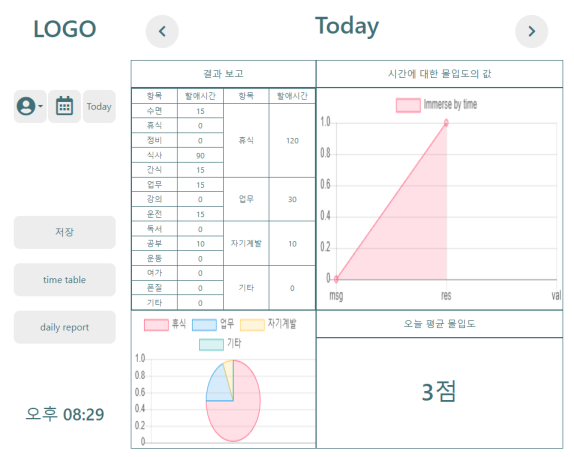 LOGO
Today
Today
저장
time table
daily report
오후 08:29
결과 보고
항목 할애시간 항목 할애시간
수면 15
휴식 0
정비 0
식사 90
간식 15
휴식 120
업무 15
강의 0
운전 15
업무 30
독서 0
공부 10
운동 0
자기계발 10
여가 0
폰질 0
기타 0
기타 0
시간에 대한 몰입도의 값
Immerse by time
1.0
0.8
0.6
0.4
0.2
0
msg res val
휴식 업무 자기계발
기타
1.0
0.8
0.6
0.4
0.2
0
오늘 평균 몰입도
3점